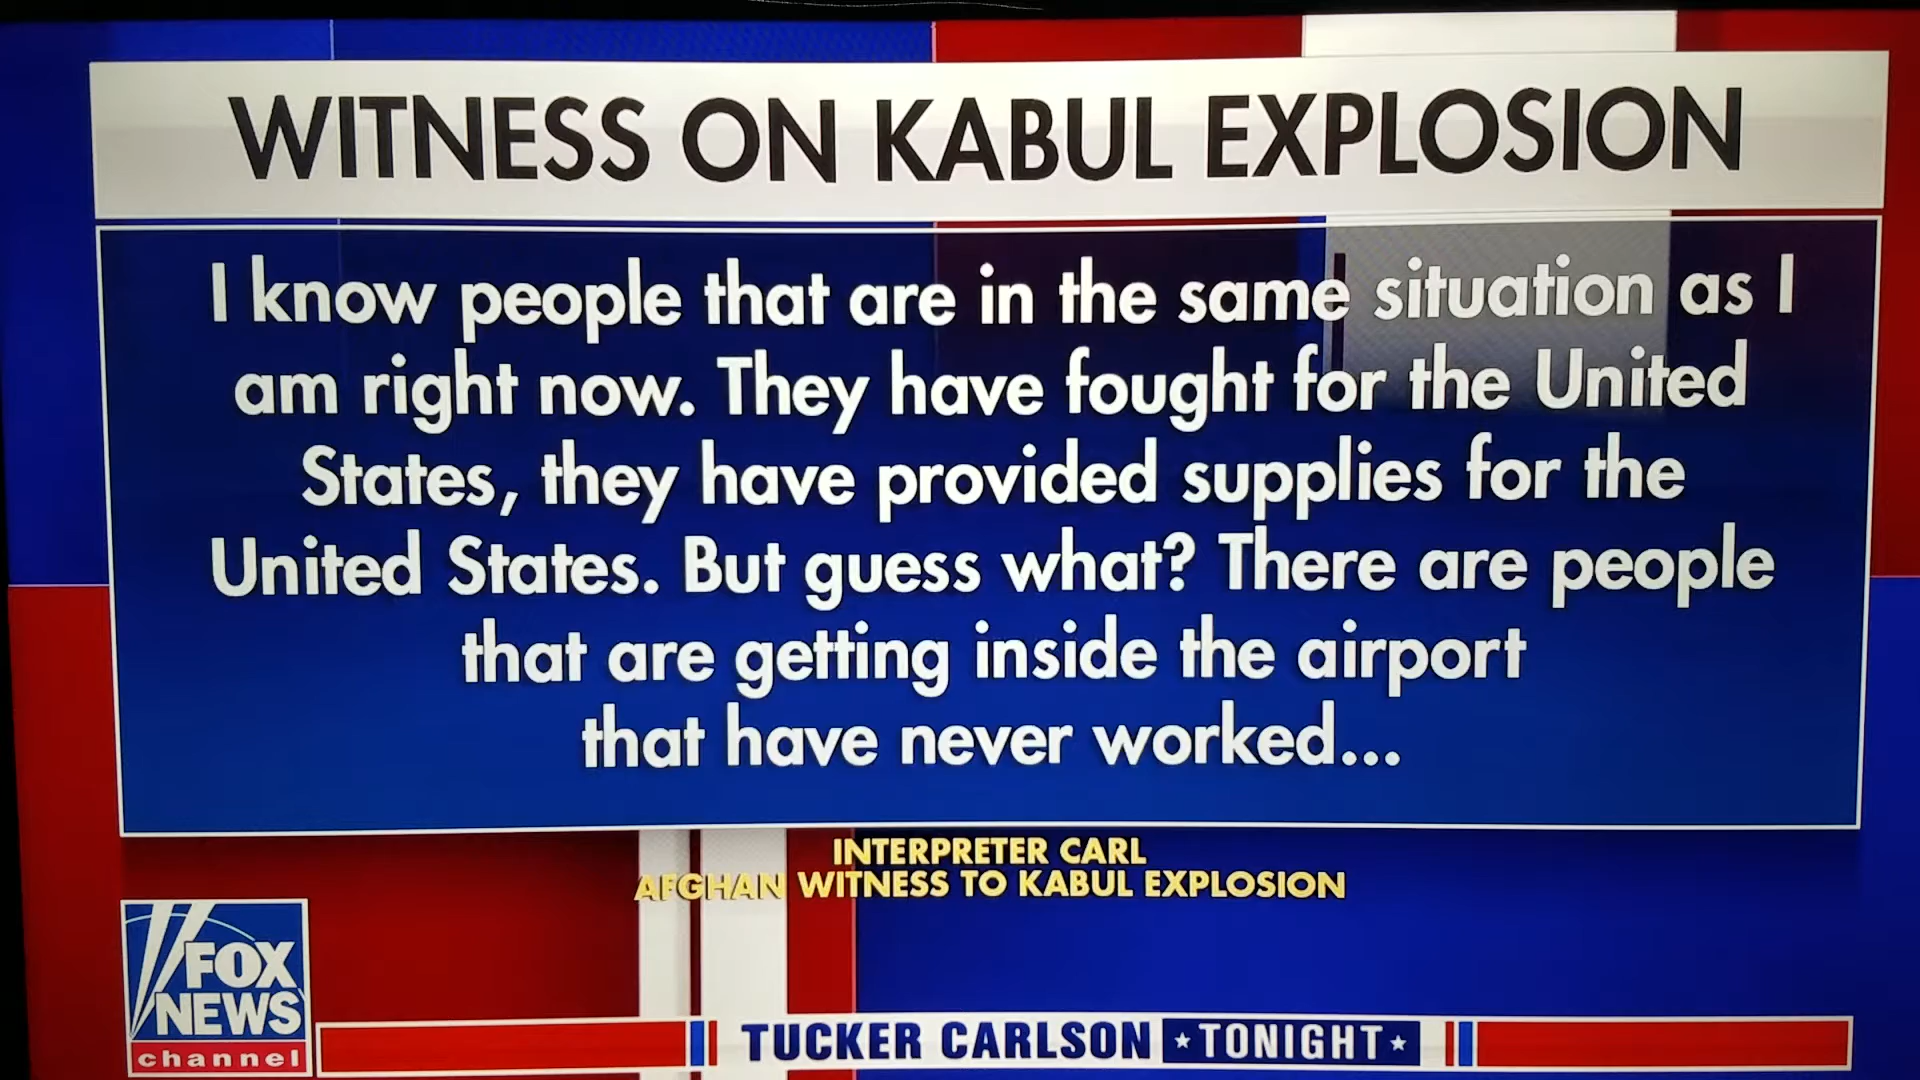 WITNESS ON KABUL EXPLOSION
I know people that are in the same situation as I
am right now. They have fought for the United
States, they have provided supplies for the
United States. But guess what? There are people
that are getting inside the airport
that have never worked...
INTERPRETER CARL
AFGHAN WITNESS TO KABUL EXPLOSION
FOX
NEWS
channel
TUCKER CARLSON TONIGHT